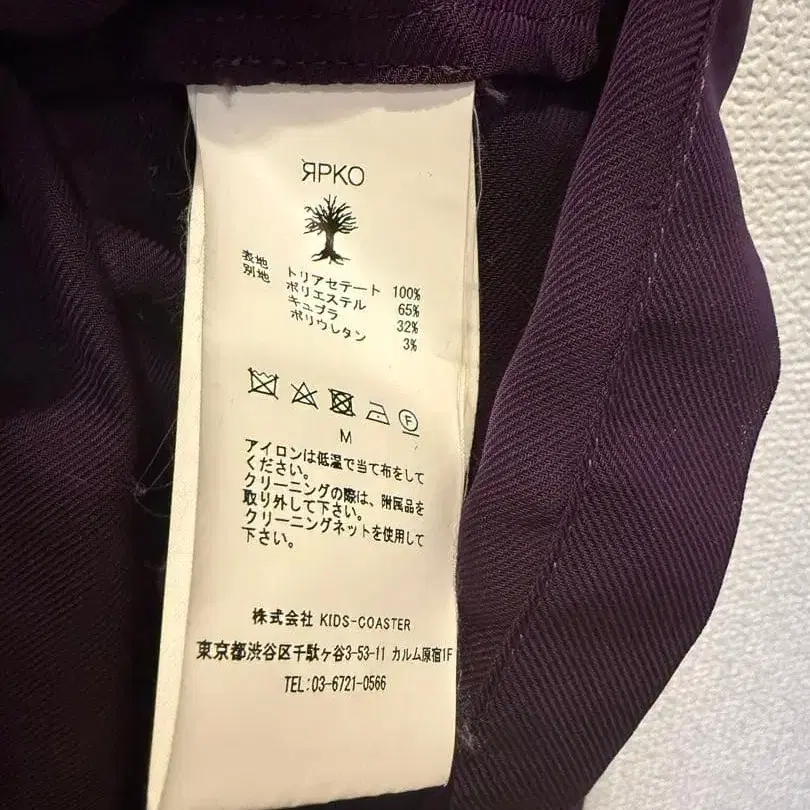 ЯPKO
表地 トリアセテート 100%
別地 ポリエステル 65%
キュプラ 32%
ポリウレタン 3%
F
M
アイロンは低温で当て布をして
ください。
クリーニングの際は、附属品を
取り外して下さい。
クリーニングネットを使用して
下さい。
株式会社 KIDS-COASTER
東京都渋谷区千駄ヶ谷3-53-11 カルム原宿1F
TEL:03-6721-0566